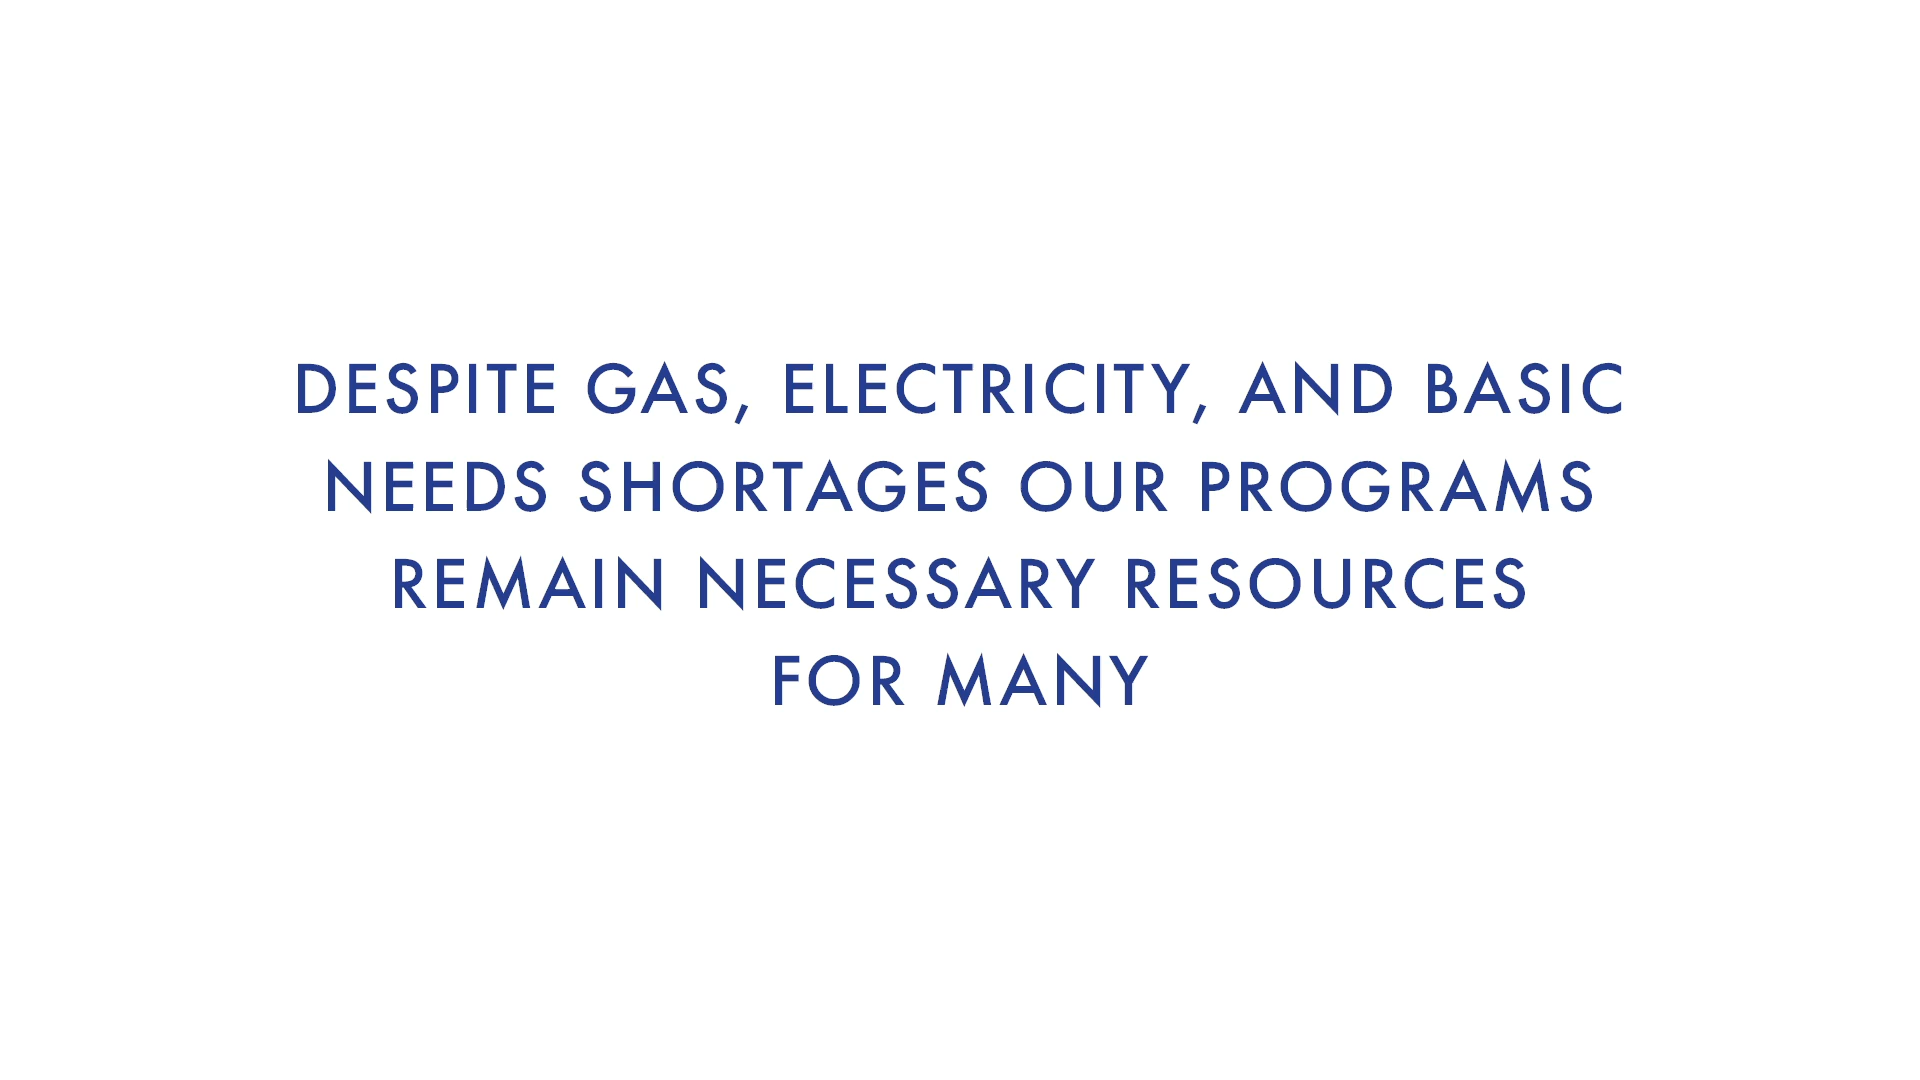 DESPITE GAS, ELECTRICITY, AND BASIC
NEEDS SHORTAGES OUR PROGRAMS
REMAIN NECESSARY RESOURCES
FOR MANY